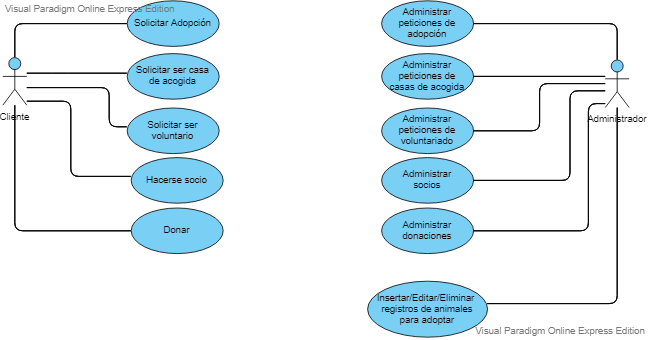 Visual Paradigm Online Express Edition
Solicitar Adopción
Solicitar ser casa
de acogida
Solicitar ser
voluntario
Hacerse socio
Donar
Cliente
Administrar
peticiones de
adopción
Administrar
peticiones de
casas de acogida
Administrar
peticiones de
voluntariado
Administrar
socios
Administrar
donaciones
Insertar/Editar/Eliminar
registros de animales
para adoptar
Administrador
Visual Paradigm Online Express Edition